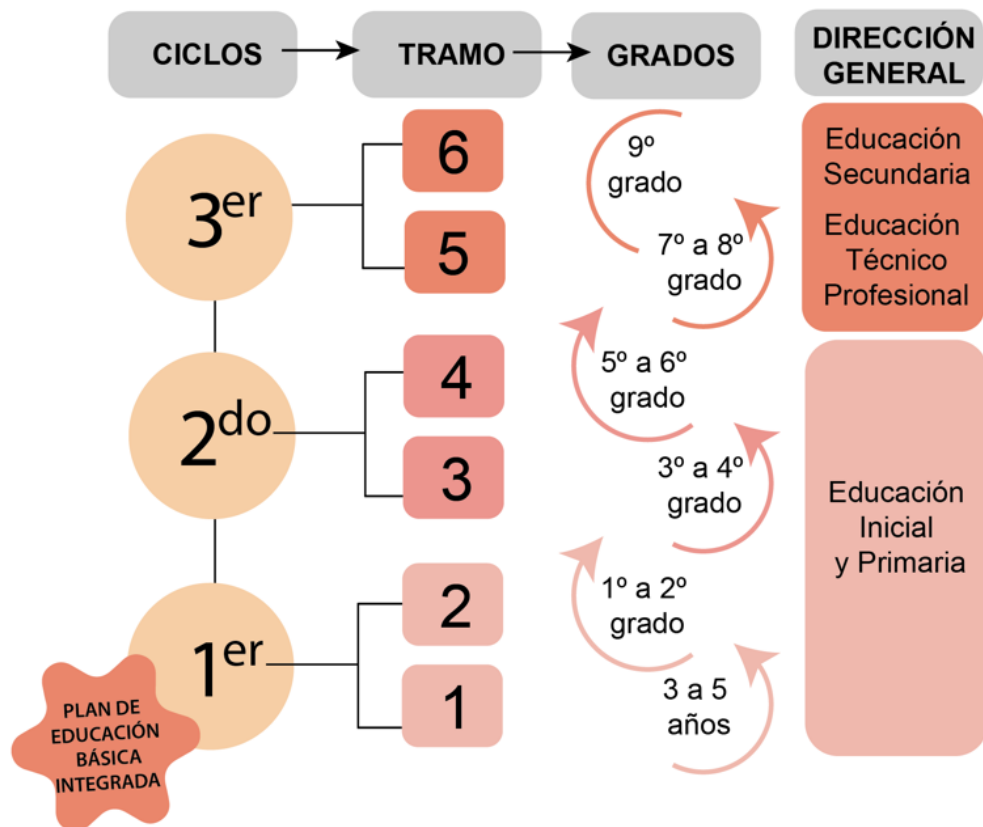 CICLOS
TRAMO
GRADOS
DIRECCIÓN
GENERAL
3er
6
5
9º
grado
7º a 8º
grado
Educación
Secundaria
Educación
Técnico
Profesional
2do
4
3
5º a 6º
grado
3º a 4º
grado
1er
2
1
1º a 2º
grado
3 a 5
años
Educación
Inicial
y Primaria
PLAN DE
EDUCACIÓN
BÁSICA
INTEGRADA